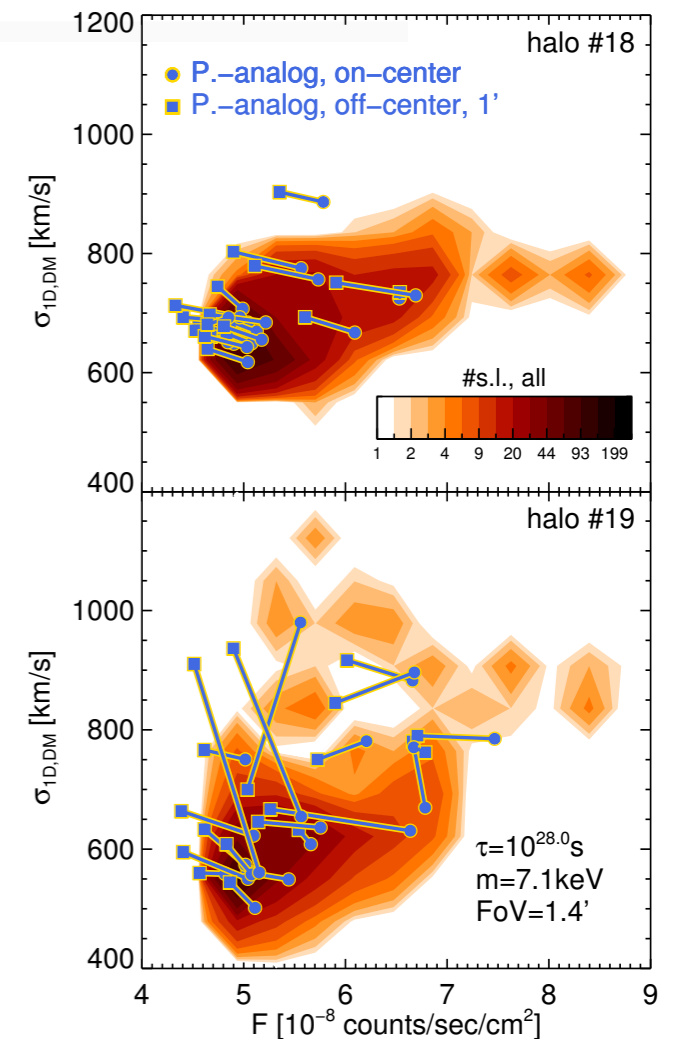 1200
halo #18
P.-analog, on-center
P.-analog, off-center, 1'
1000
σ1D,DM [km/s]
800
600
#s.l., all
1 2 4 9 20 44 93 199
400
halo #19
1000
σ1D,DM [km/s]
800
600
τ=10^28.0s
m=7.1keV
FoV=1.4'
400
4 5 6 7 8 9
F [10^−8 counts/sec/cm^2]